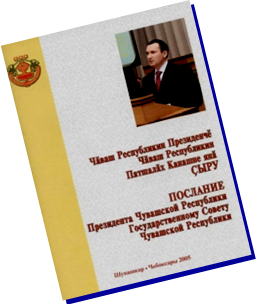 Чӑваш Республикин Президенчӗ
Чӑваш Республикин
Патшалӑх Канашне янӑ
ҪЫРУ
ПОСЛАНИЕ
Президента Чувашской Республики
Государственному Совету
Чувашской Республики
Шупашкар • Чебоксары 2005